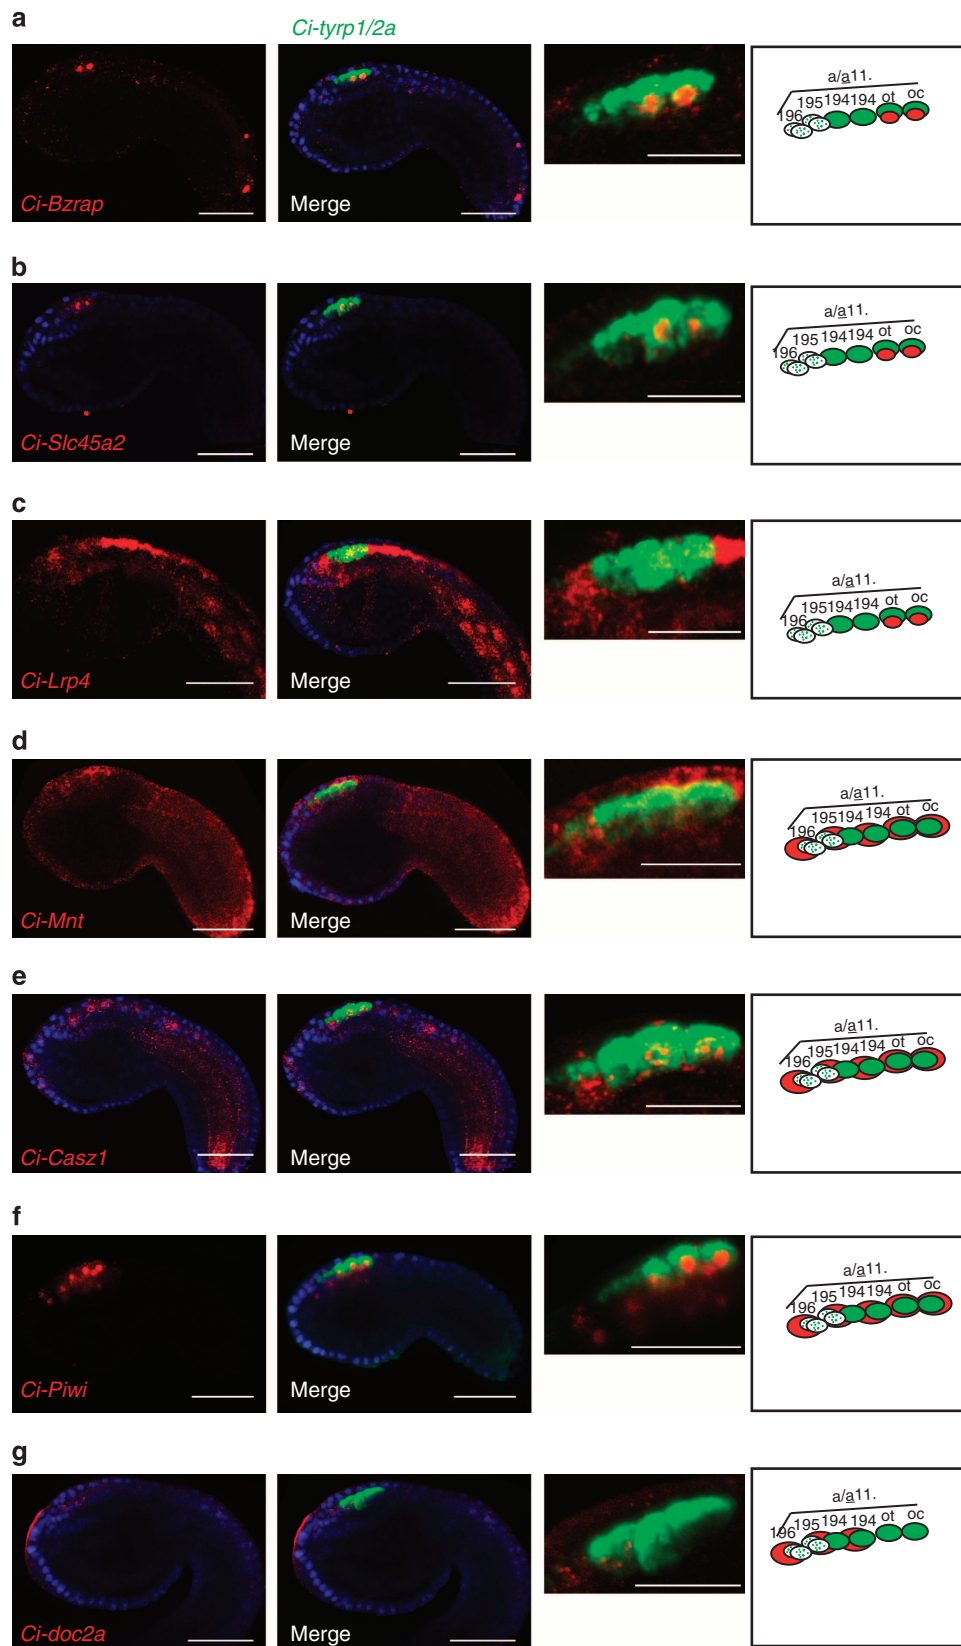 a
Ci-tyrp1/2a
Ci-Bzrap
Merge
a/a11.
196 195 194 194 ot oc
b
Ci-Slc45a2
Merge
a/a11.
196 195 194 194 ot oc
c
Ci-Lrp4
Merge
a/a11.
196 195 194 194 ot oc
d
Ci-Mnt
Merge
a/a11.
196 195 194 194 ot oc
e
Ci-Casz1
Merge
a/a11.
196 195 194 194 ot oc
f
Ci-Piwi
Merge
a/a11.
196 195 194 194 ot oc
g
Ci-doc2a
Merge
a/a11.
196 195 194 194 ot oc